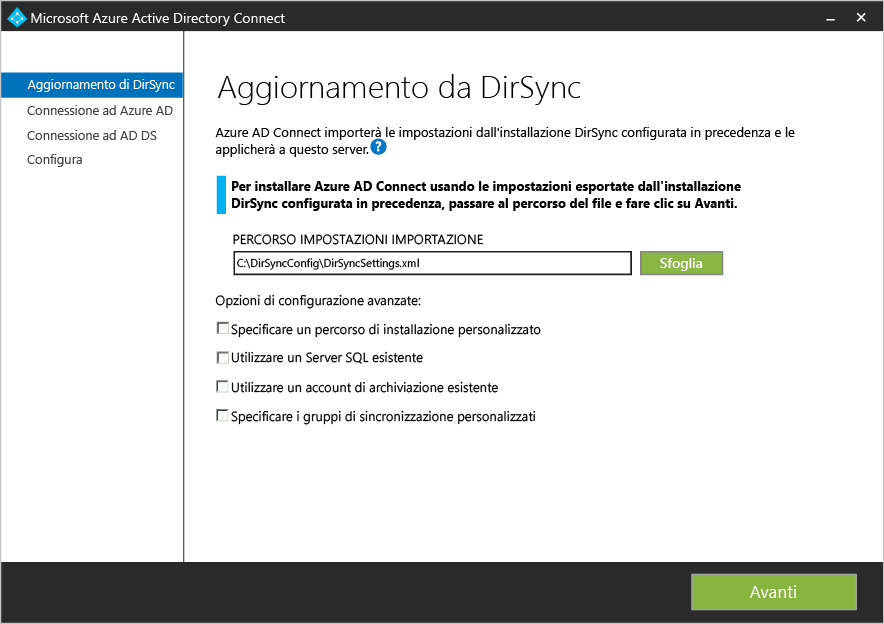 Microsoft Azure Active Directory Connect
Aggiornamento di DirSync
Connessione ad Azure AD
Connessione ad AD DS
Configura
Aggiornamento da DirSync
Azure AD Connect importerà le impostazioni dall'installazione DirSync configurata in precedenza e le
applicherà a questo server. ?
Per installare Azure AD Connect usando le impostazioni esportate dall'installazione
DirSync configurata in precedenza, passare al percorso del file e fare clic su Avanti.
PERCORSO IMPOSTAZIONI IMPORTAZIONE
C:\DirSyncConfig\DirSyncSettings.xml
Sfoglia
Opzioni di configurazione avanzate:
Specificare un percorso di installazione personalizzato
Utilizzare un Server SQL esistente
Utilizzare un account di archiviazione esistente
Specificare i gruppi di sincronizzazione personalizzati
Avanti